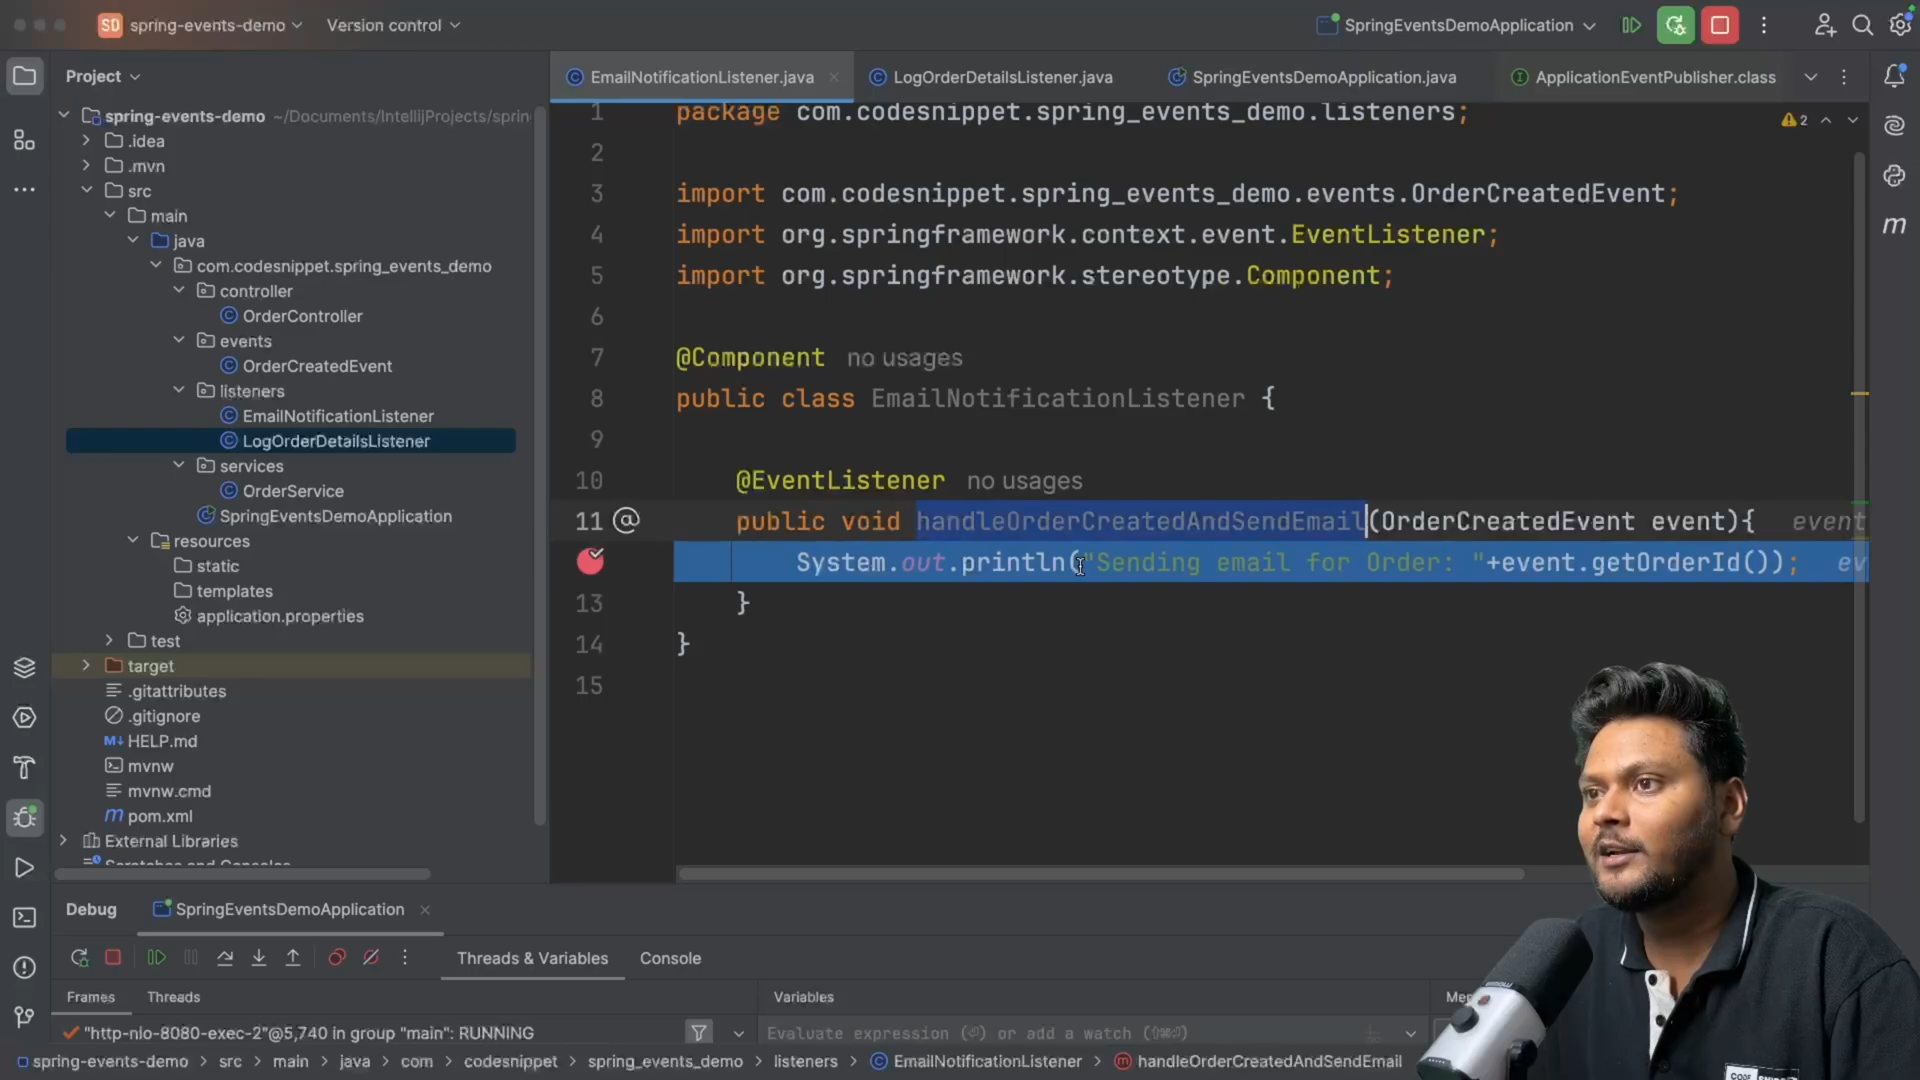 SD spring-events-demo Version control SpringEventsDemoApplication
Project
spring-events-demo ~/Documents/IntellijProjects/sprin
.idea
.mvn
src
main
java
com.codesnippet.spring_events_demo
controller
OrderController
events
OrderCreatedEvent
listeners
EmailNotificationListener
LogOrderDetailsListener
services
OrderService
SpringEventsDemoApplication
resources
static
templates
application.properties
test
target
.gitattributes
.gitignore
M↓ HELP.md
mvnw
mvnw.cmd
m pom.xml
External Libraries
Scratches and Consoles
EmailNotificationListener.java LogOrderDetailsListener.java SpringEventsDemoApplication.java ApplicationEventPublisher.class
2
m
1 package com.codesnippet.spring_events_demo.listeners;
2
3 import com.codesnippet.spring_events_demo.events.OrderCreatedEvent;
4 import org.springframework.context.event.EventListener;
5 import org.springframework.stereotype.Component;
6
7 @Component no usages
8 public class EmailNotificationListener {
9
10 @EventListener no usages
11 @ public void handleOrderCreatedAndSendEmail(OrderCreatedEvent event){ event
System.out.println("Sending email for Order: "+event.getOrderId()); ev
13 }
14 }
15
Debug SpringEventsDemoApplication
Threads & Variables Console
Frames Threads Variables
"http-nio-8080-exec-2"@5,740 in group "main": RUNNING
Evaluate expression (⏎) or add a watch (⇧⌘⏎)
spring-events-demo > src > main > java > com > codesnippet > spring_events_demo > listeners > EmailNotificationListener > handleOrderCreatedAndSendEmail